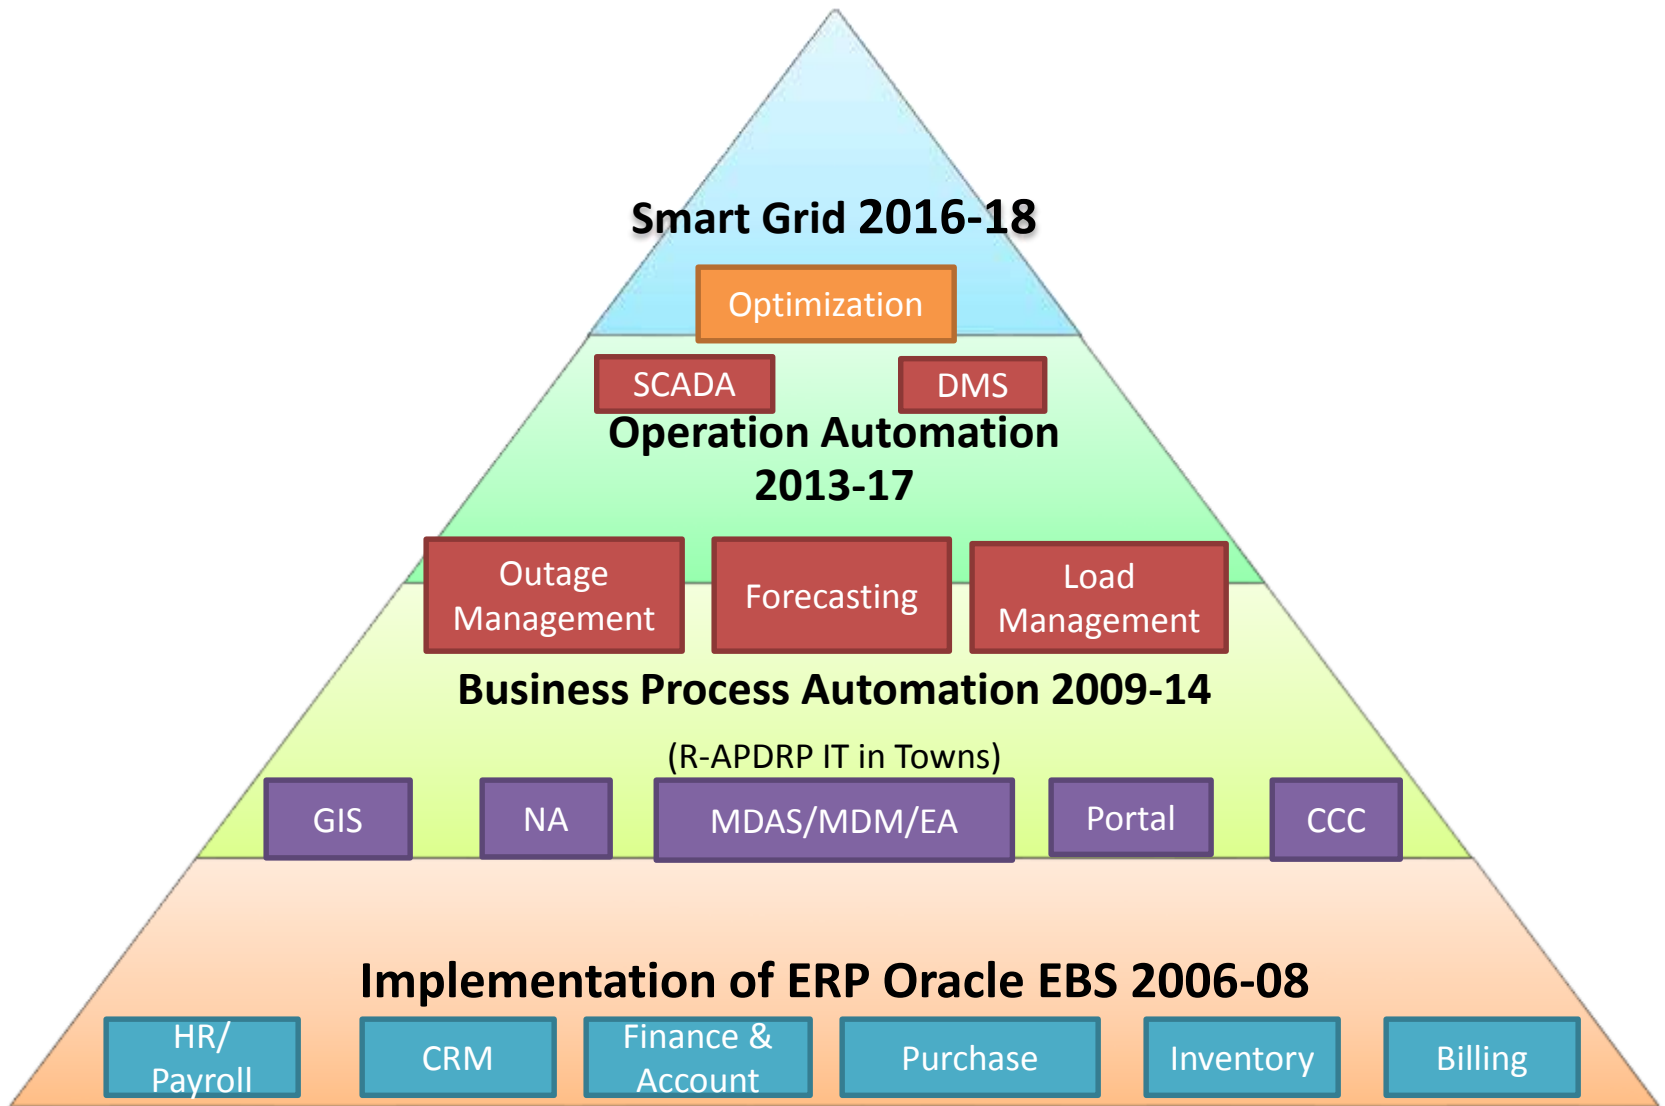 Smart Grid 2016-18
Optimization
SCADA
DMS
Operation Automation
2013-17
Outage
Management
Forecasting
Load
Management
Business Process Automation 2009-14
(R-APDRP IT in Towns)
GIS
NA
MDAS/MDM/EA
Portal
CCC
Implementation of ERP Oracle EBS 2006-08
HR/
Payroll
CRM
Finance &
Account
Purchase
Inventory
Billing